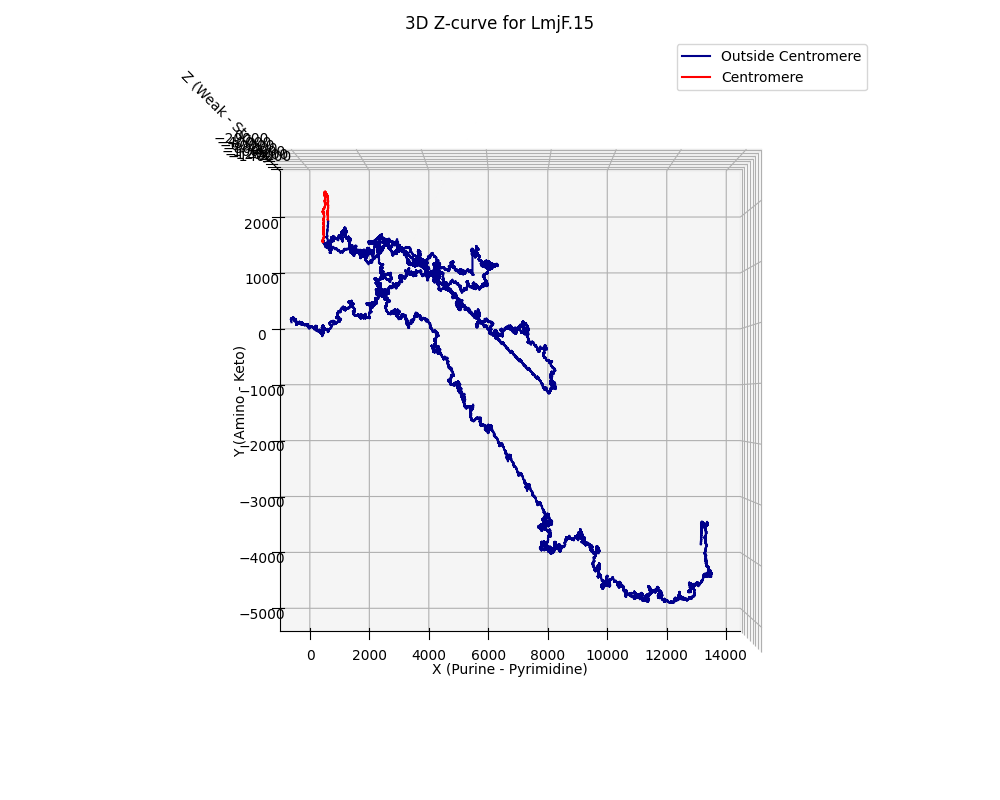 3D Z-curve for LmjF.15
Outside Centromere
Centromere
Z (Weak -
2000
1000
0
−1000
−2000
−3000
−4000
−5000
Y (Amino - Keto)
0 2000 4000 6000 8000 10000 12000 14000
X (Purine - Pyrimidine)